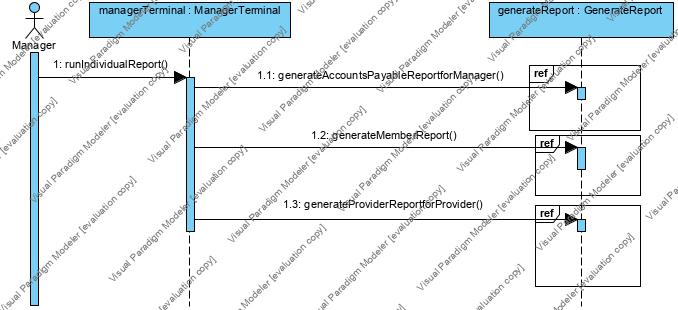 managerTerminal : ManagerTerminal
generateReport : GenerateReport
Manager
1: runIndividualReport()
1.1: generateAccountsPayableReportforManager()
ref
1.2: generateMemberReport()
ref
1.3: generateProviderReportforProvider()
ref
Visual Paradigm Modeler [evaluation copy]